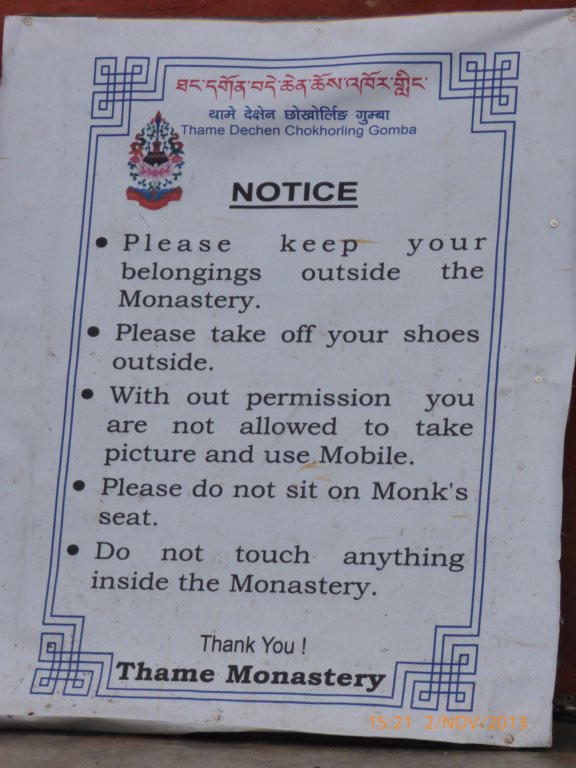 ཐང་དགོན་བདེ་ཆེན་ཆོས་འཁོར་གླིང་
थामे देक्षेन छोखोर्लिङ गुम्बा
Thame Dechen Chokhorling Gomba
NOTICE
• Please keep your
belongings outside the
Monastery.
• Please take off your shoes
outside.
• With out permission you
are not allowed to take
picture and use Mobile.
• Please do not sit on Monk's
seat.
• Do not touch anything
inside the Monastery.
Thank You !
Thame Monastery
15:21 2/NOV/2013